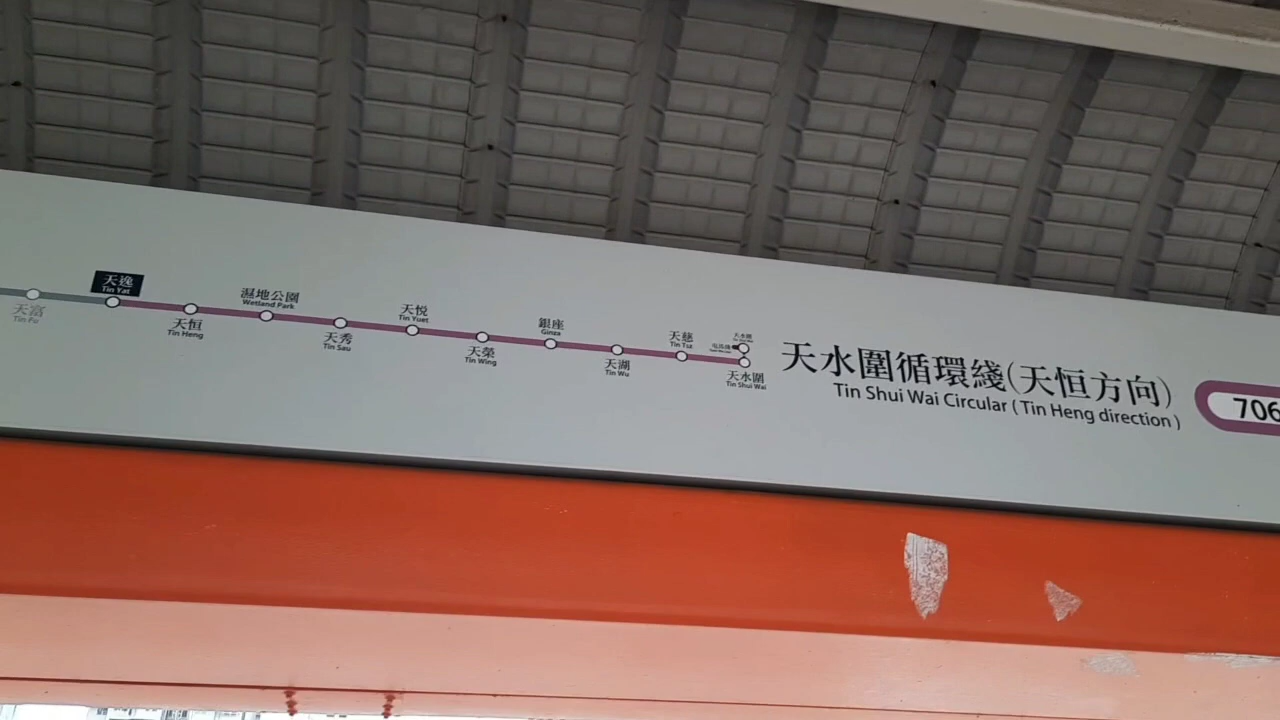 天富
Tin Fu
天逸
Tin Yat
天恒
Tin Heng
濕地公園
Wetland Park
天秀
Tin Sau
天悅
Tin Yuet
天榮
Tin Wing
銀座
Ginza
天湖
Tin Wu
天慈
Tin Tsz
天水圍
天水圍
Tin Shui Wai
天水圍循環綫(天恒方向)
Tin Shui Wai Circular ( Tin Heng direction )
706